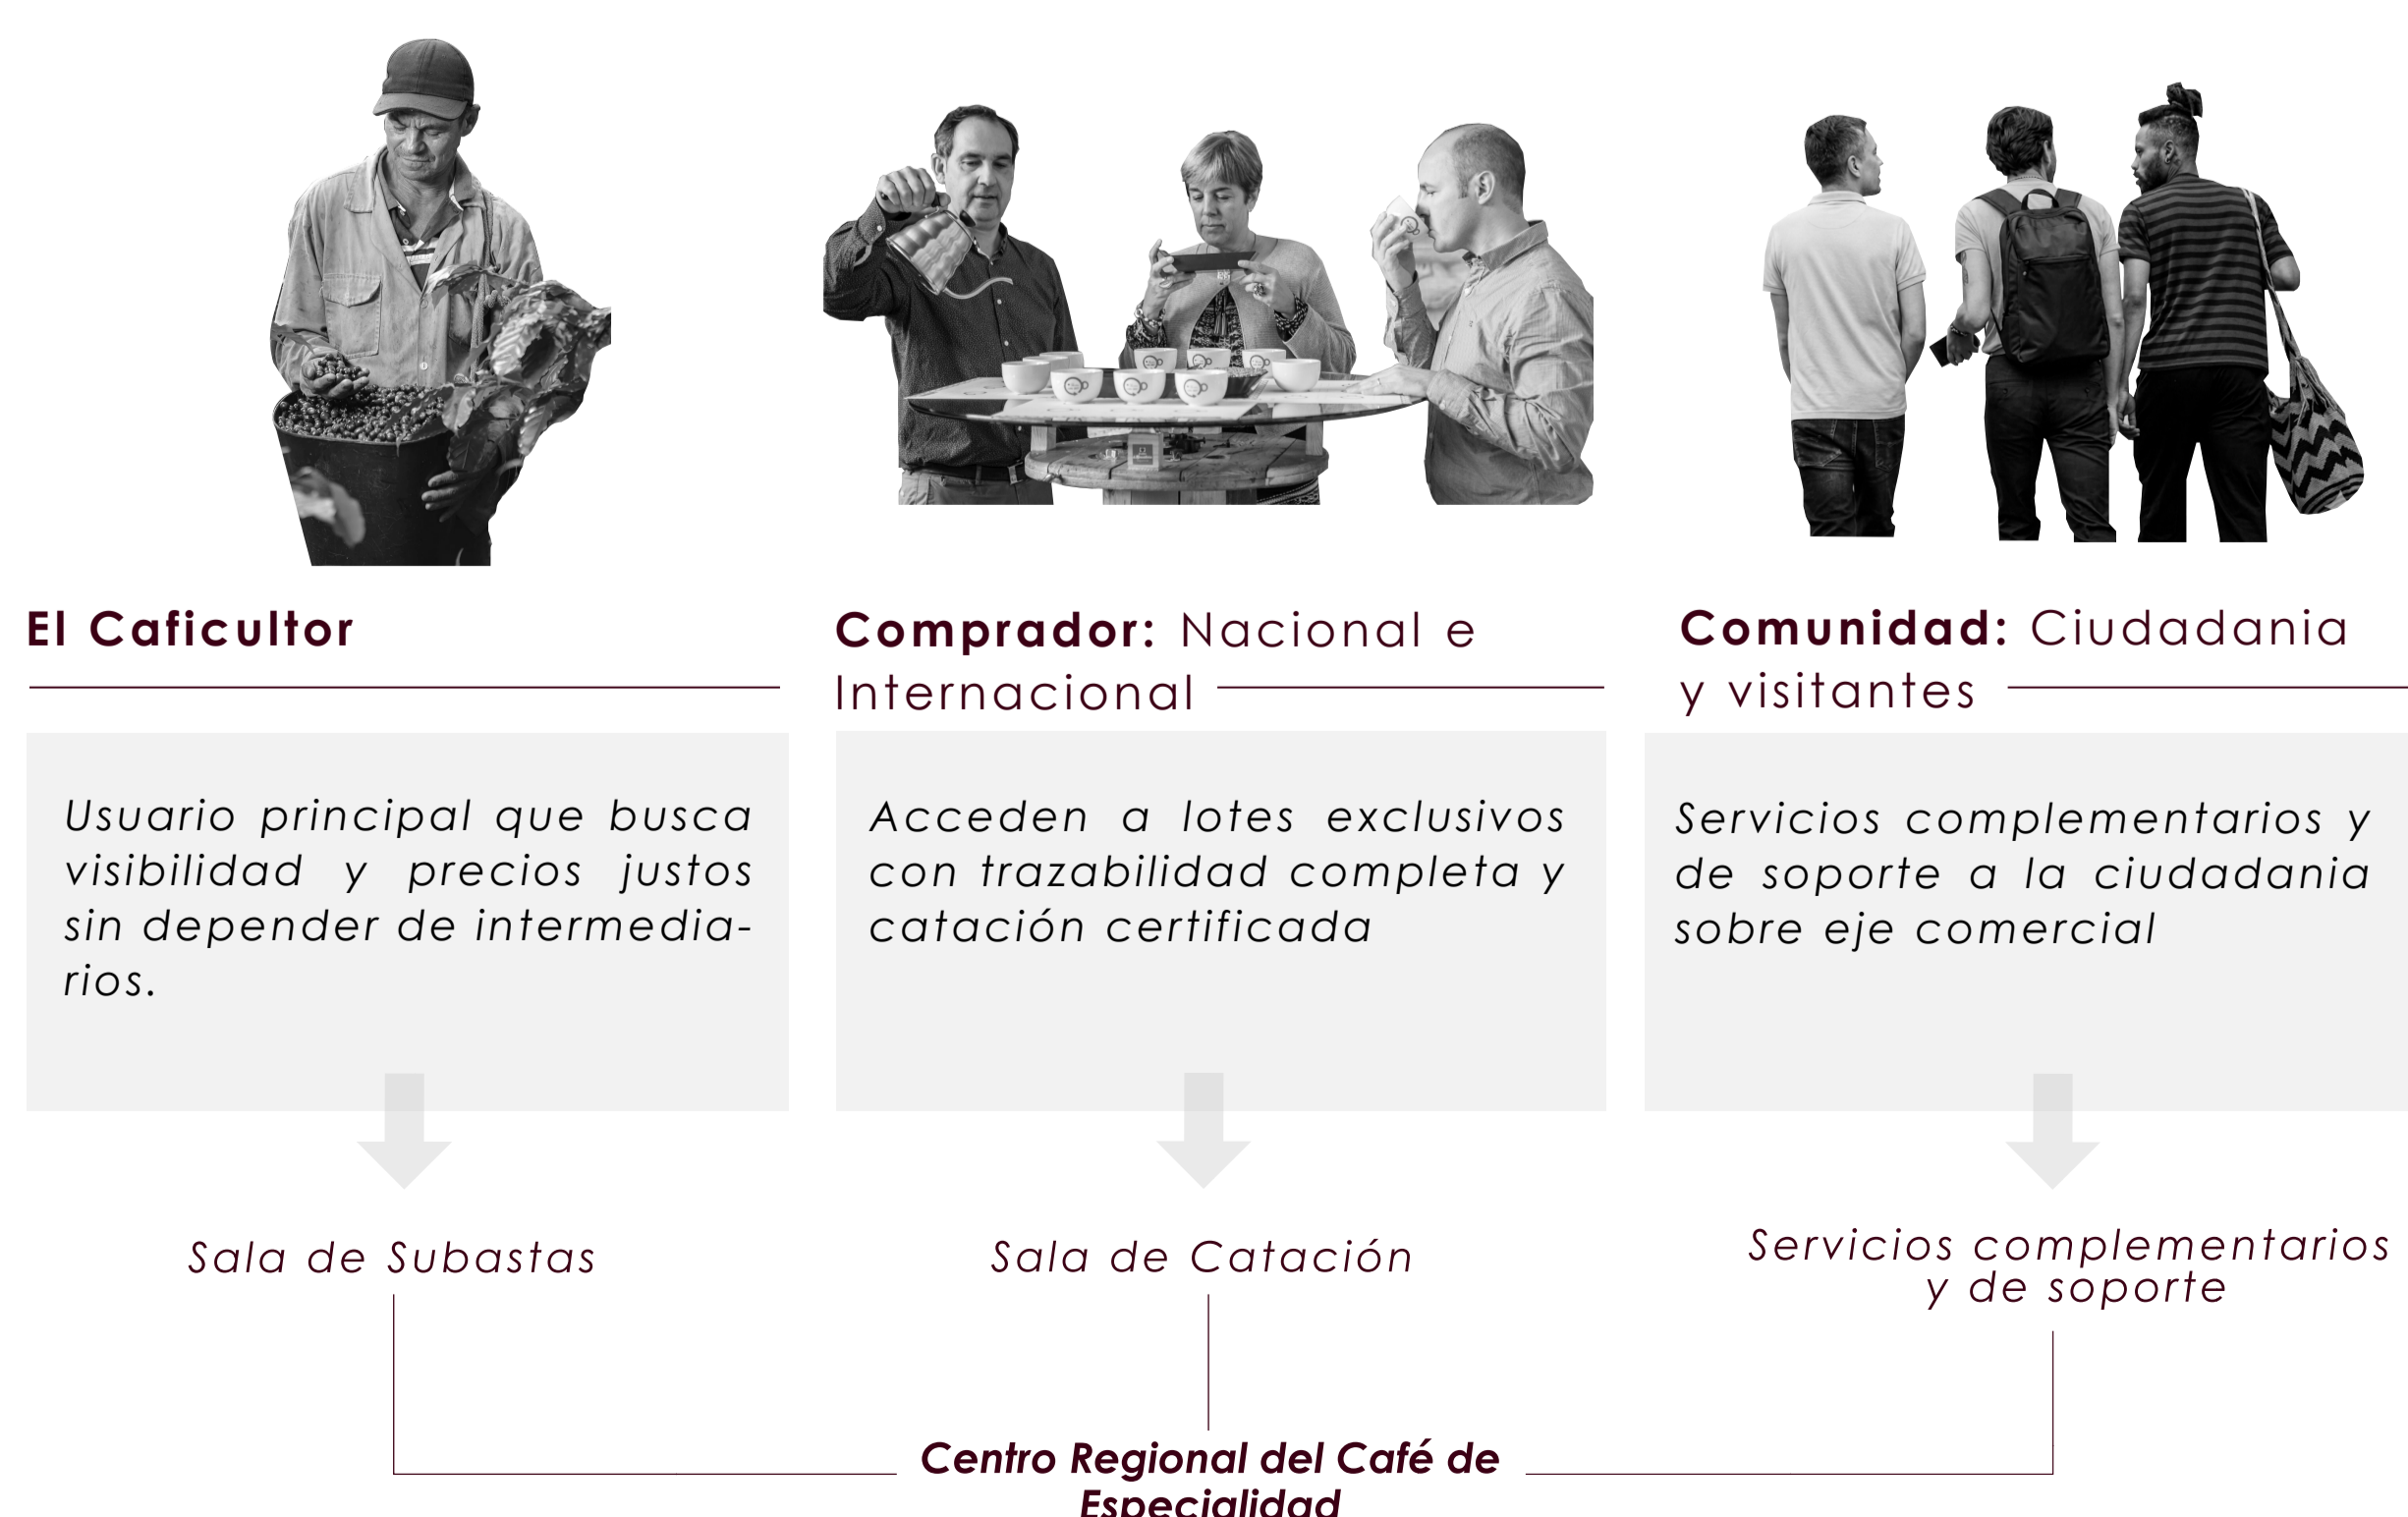 El Caficultor
Comprador: Nacional e
Internacional
Comunidad: Ciudadania
y visitantes
Usuario principal que busca
visibilidad y precios justos
sin depender de intermedia-
rios.
Acceden a lotes exclusivos
con trazabilidad completa y
catación certificada
Servicios complementarios y
de soporte a la ciudadania
sobre eje comercial
Sala de Subastas
Sala de Catación
Servicios complementarios
y de soporte
Centro Regional del Café de
Especialidad